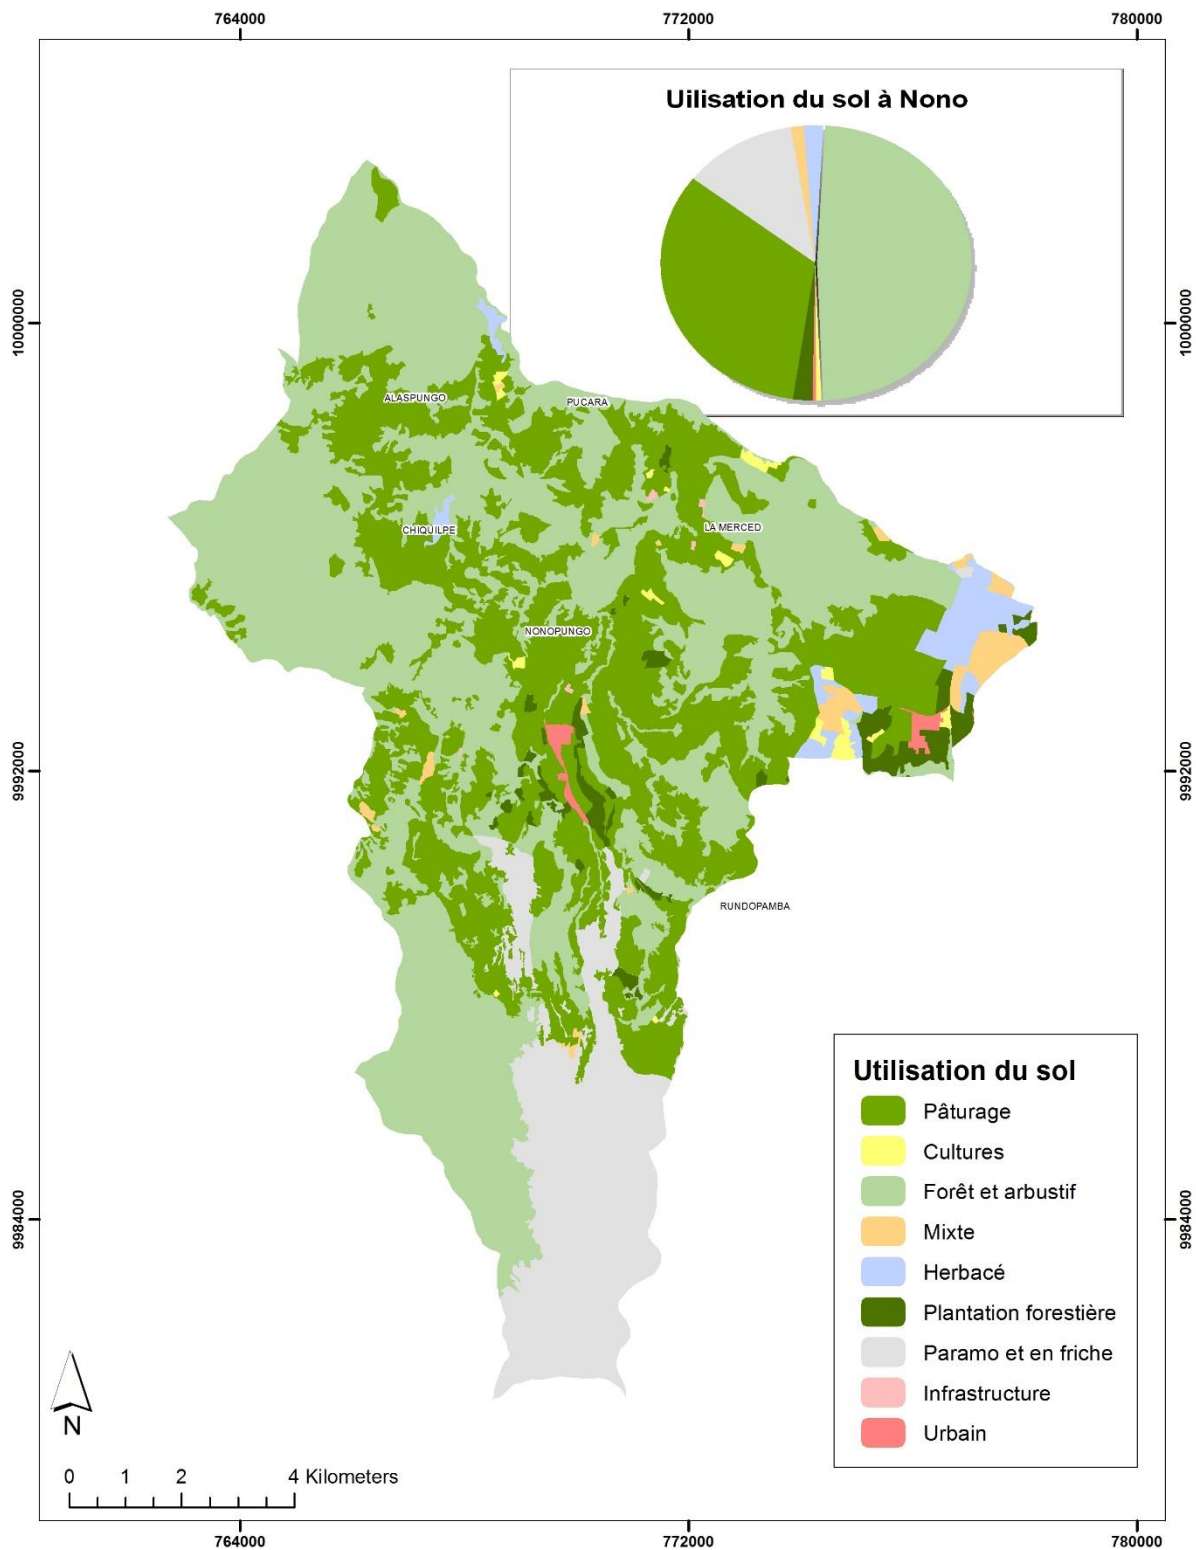 764000
772000
780000
Uilisation du sol à Nono
10000000
10000000
ALASPUNGO
PUCARA
CHIQUILPE
LA MERCED
NONOPUNGO
9992000
9992000
RUNDOPAMBA
Utilisation du sol
Pâturage
Cultures
Forêt et arbustif
Mixte
Herbacé
Plantation forestière
Paramo et en friche
Infrastructure
Urbain
9984000
9984000
N
0 1 2 4 Kilometers
764000
772000
780000